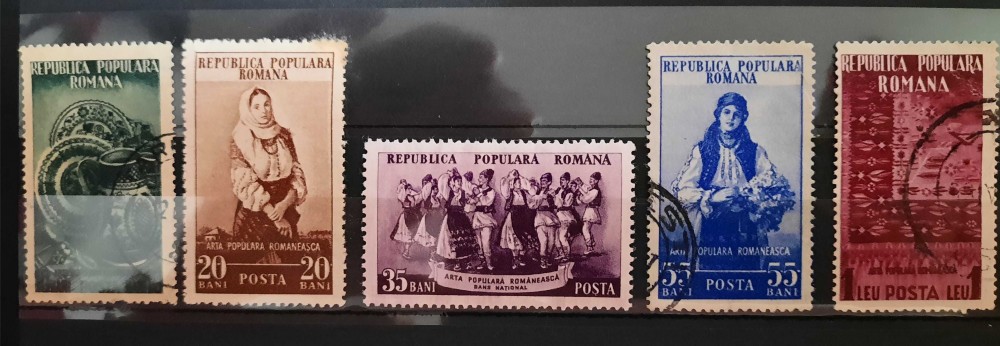 REPUBLICA POPULARA
ROMANA
REPUBLICA POPULARA
ROMANA
ARTA POPULARA ROMANEASCA
20 20
BANI POSTA BANI
REPUBLICA POPULARA ROMANA
ARTA POPULARA ROMÂNEASCĂ
35 BANI POSTA
REPUBLICA POPULARA
ROMANA
ARTA POPULARA ROMANEASCA
55 55
BANI POSTA BANI
REPUBLICA POPULARA
ROMANA
1 1
LEU POSTA LEU